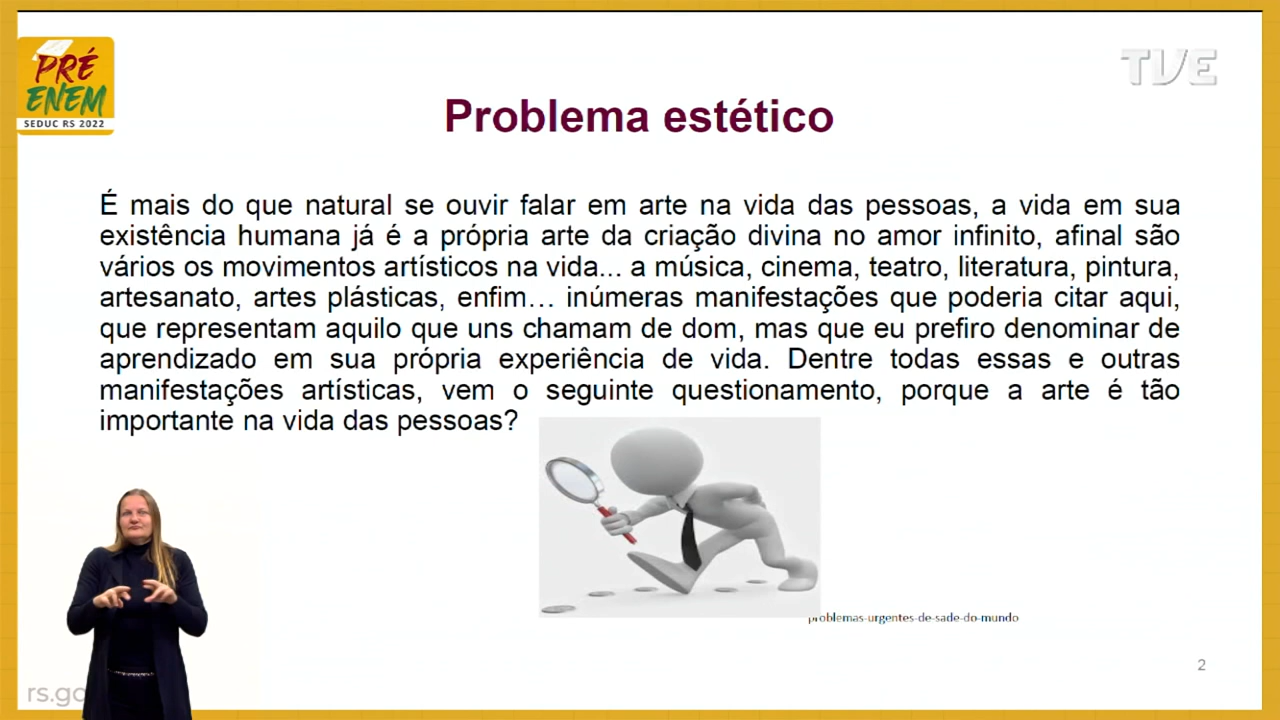 PRÉ
ENEM
SEDUC RS 2022
TVE
Problema estético
É mais do que natural se ouvir falar em arte na vida das pessoas, a vida em sua
existência humana já é a própria arte da criação divina no amor infinito, afinal são
vários os movimentos artísticos na vida... a música, cinema, teatro, literatura, pintura,
artesanato, artes plásticas, enfim… inúmeras manifestações que poderia citar aqui,
que representam aquilo que uns chamam de dom, mas que eu prefiro denominar de
aprendizado em sua própria experiência de vida. Dentre todas essas e outras
manifestações artísticas, vem o seguinte questionamento, porque a arte é tão
importante na vida das pessoas?
problemas-urgentes-de-sade-do-mundo
2
rs.go